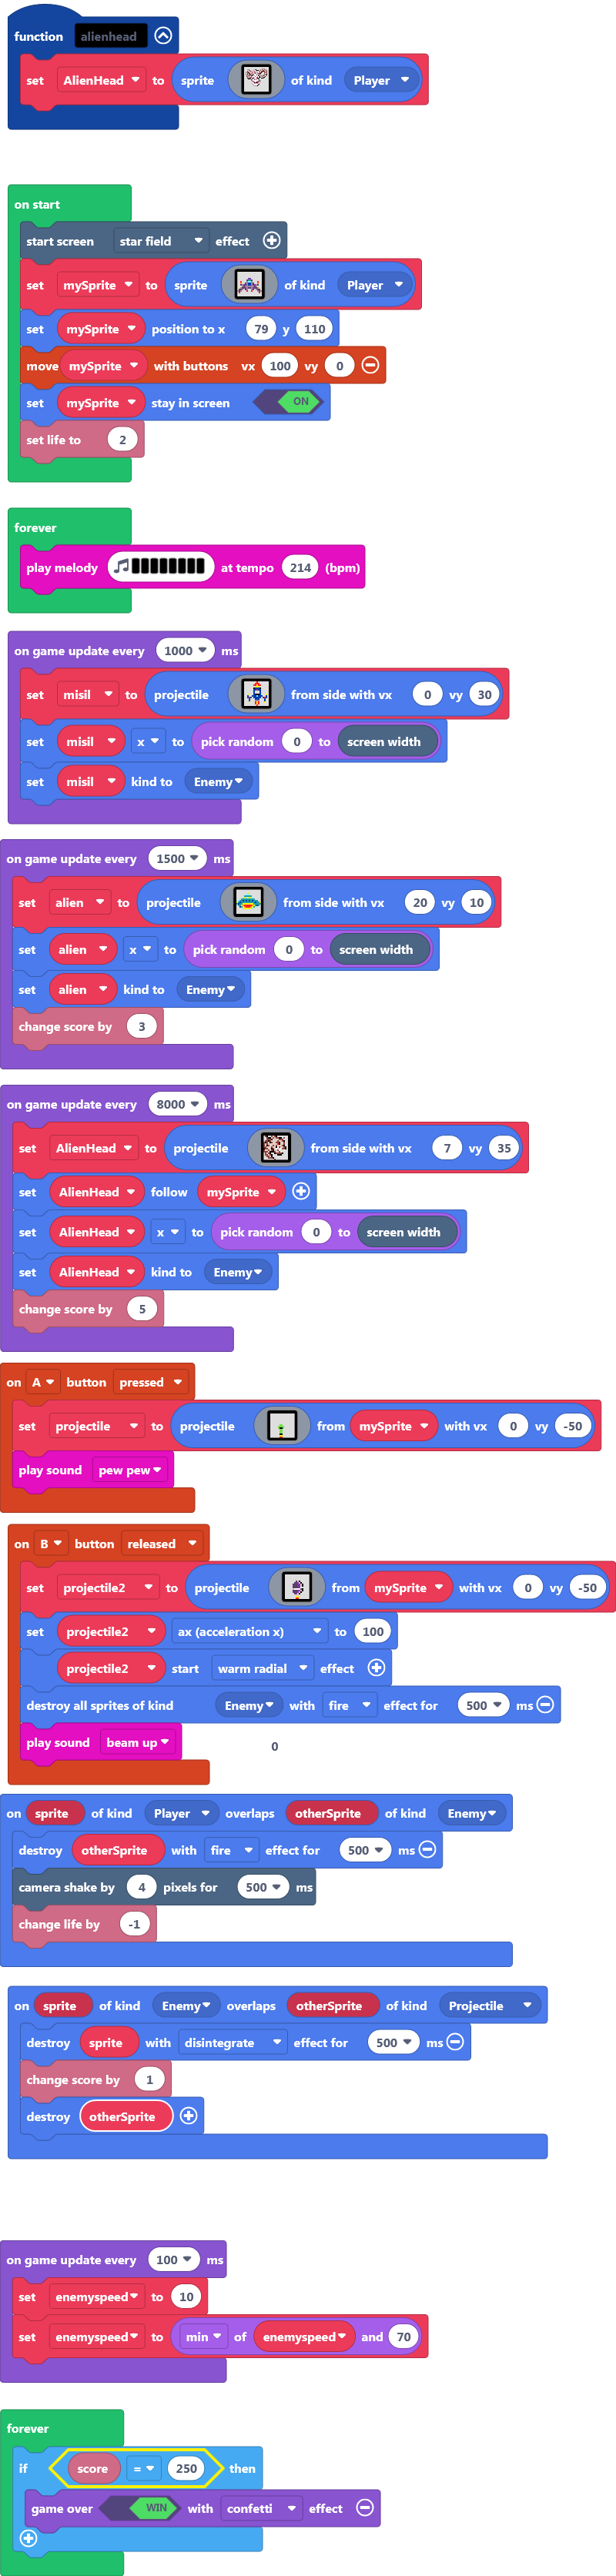 function alienhead
set AlienHead to sprite of kind Player
on start
start screen star field effect
set mySprite to sprite of kind Player
set mySprite position to x 79 y 110
move mySprite with buttons vx 100 vy 0
set mySprite stay in screen ON
set life to 2
forever
play melody at tempo 214 (bpm)
on game update every 1000 ms
set misil to projectile from side with vx 0 vy 30
set misil x to pick random 0 to screen width
set misil kind to Enemy
on game update every 1500 ms
set alien to projectile from side with vx 20 vy 10
set alien x to pick random 0 to screen width
set alien kind to Enemy
change score by 3
on game update every 8000 ms
set AlienHead to projectile from side with vx 7 vy 35
set AlienHead follow mySprite
set AlienHead x to pick random 0 to screen width
set AlienHead kind to Enemy
change score by 5
on A button pressed
set projectile to projectile from mySprite with vx 0 vy -50
play sound pew pew
on B button released
set projectile2 to projectile from mySprite with vx 0 vy -50
set projectile2 ax (acceleration x) to 100
projectile2 start warm radial effect
destroy all sprites of kind Enemy with fire effect for 500 ms
play sound beam up
0
on sprite of kind Player overlaps otherSprite of kind Enemy
destroy otherSprite with fire effect for 500 ms
camera shake by 4 pixels for 500 ms
change life by -1
on sprite of kind Enemy overlaps otherSprite of kind Projectile
destroy sprite with disintegrate effect for 500 ms
change score by 1
destroy otherSprite
on game update every 100 ms
set enemyspeed to 10
set enemyspeed to min of enemyspeed and 70
forever
if score = 250 then
game over WIN with confetti effect